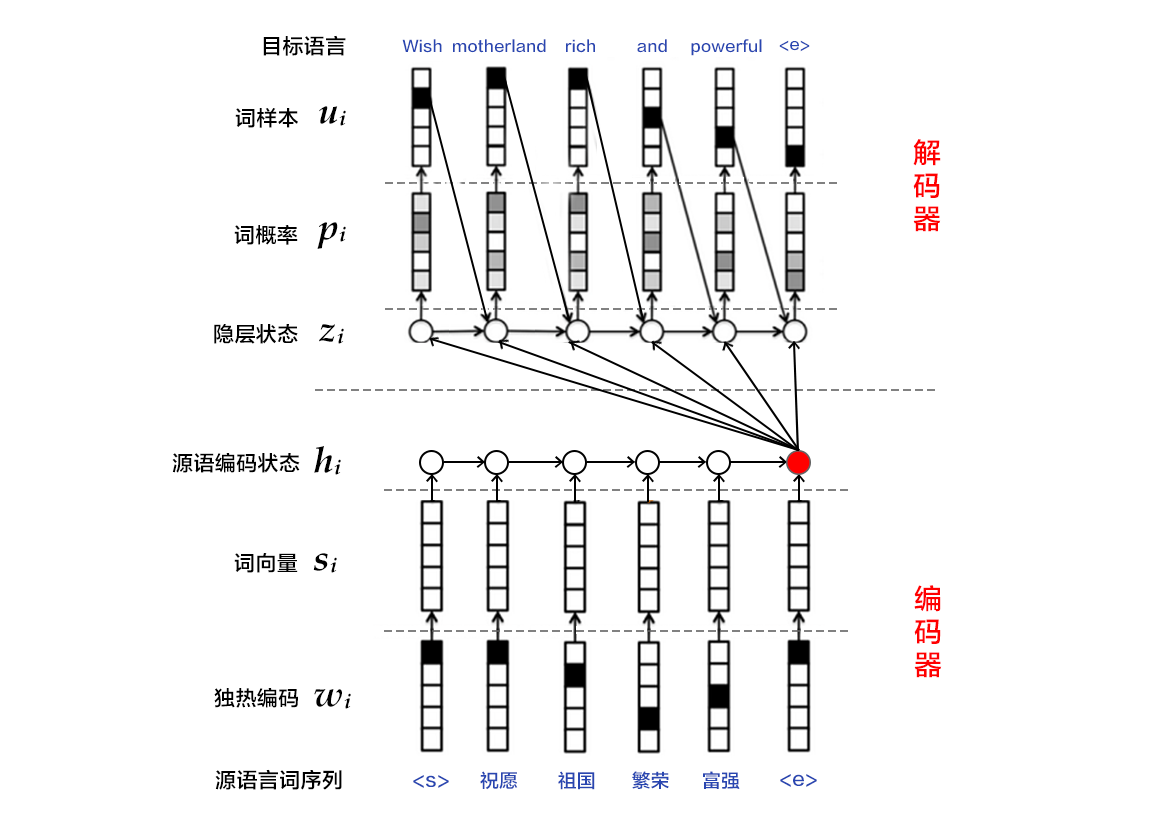 目标语言 Wish motherland rich and powerful <e>
词样本 u_i
词概率 p_i
隐层状态 z_i
解码器
源语编码状态 h_i
词向量 s_i
独热编码 w_i
编码器
源语言词序列 <s> 祝愿 祖国 繁荣 富强 <e>